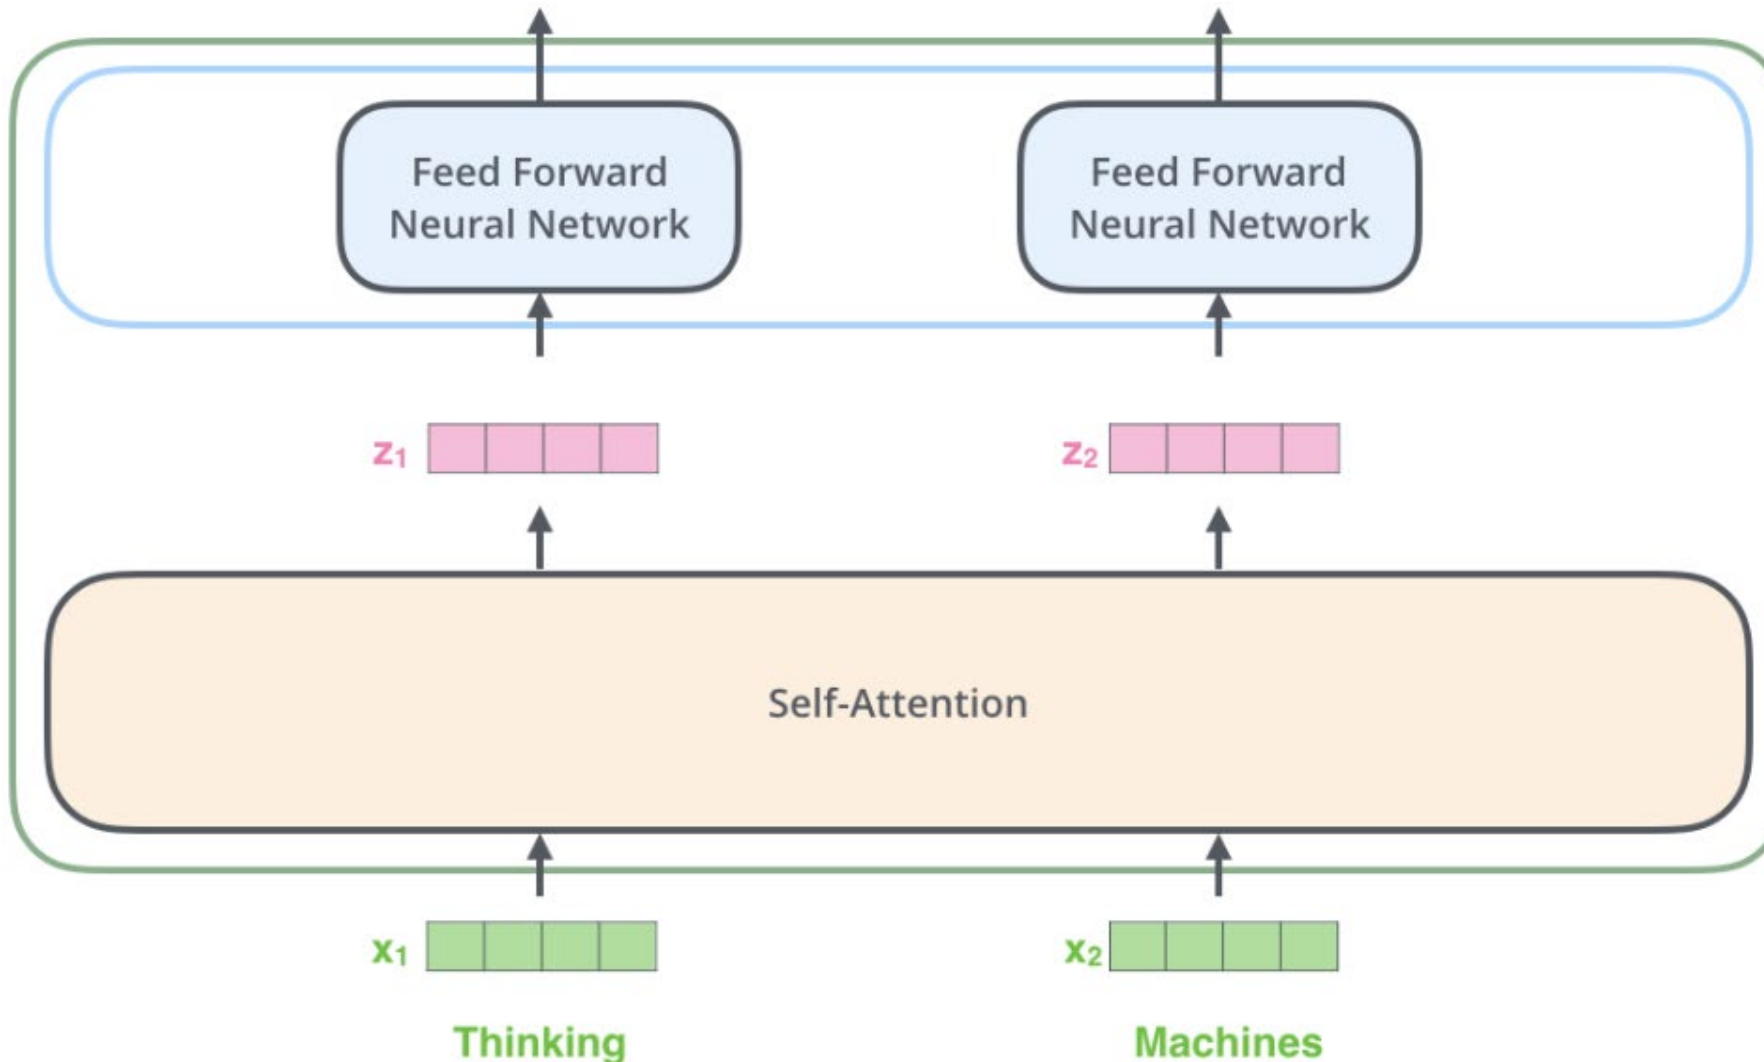 Feed Forward
Neural Network
Feed Forward
Neural Network
z₁
z₂
Self-Attention
x₁
x₂
Thinking
Machines